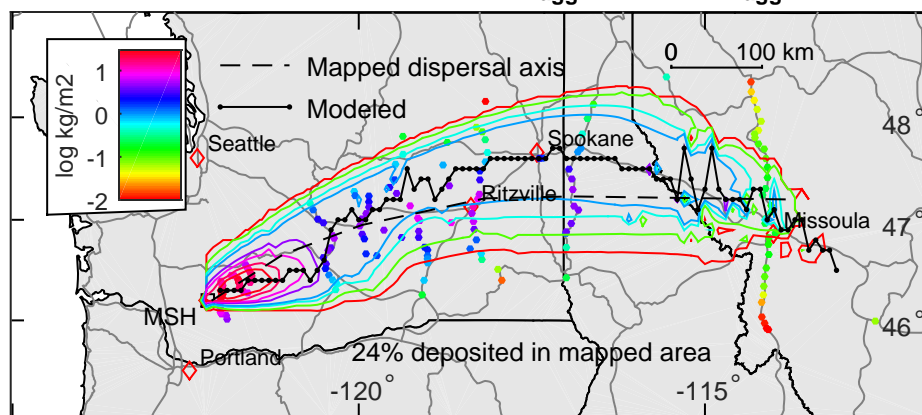 log kg/m2
1
0
-1
-2
Mapped dispersal axis
Modeled
0 100 km
Seattle
Spokane
Ritzville
Missoula
MSH
Portland
24% deposited in mapped area
48°
47°
46°
-120°
-115°